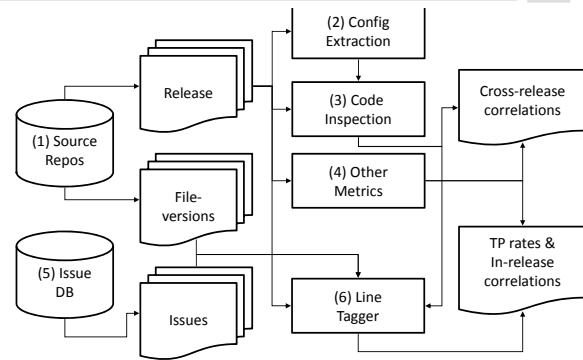 (2) Config
Extraction
Release
(3) Code
Inspection
Cross-release
correlations
(1) Source
Repos
(4) Other
Metrics
File-
versions
(5) Issue
DB
Issues
(6) Line
Tagger
TP rates &
In-release
correlations